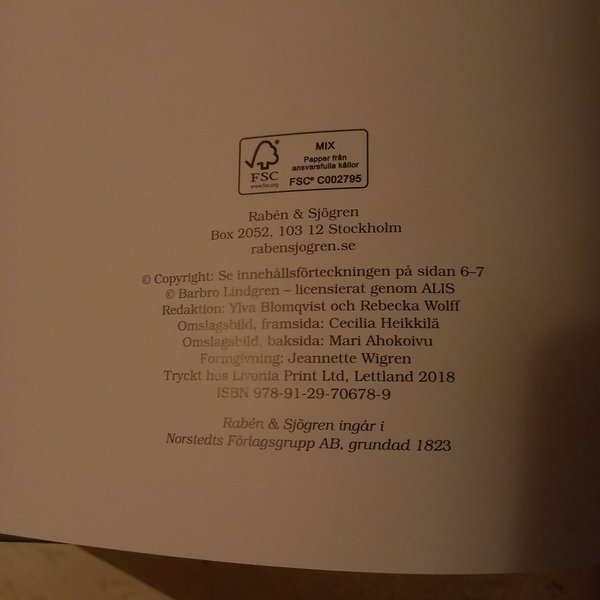 FSC
www.fsc.org
MIX
Papper från
ansvarsfulla källor
FSC® C002795
Rabén & Sjögren
Box 2052, 103 12 Stockholm
rabensjogren.se
© Copyright: Se innehållsförteckningen på sidan 6–7
© Barbro Lindgren – licensierat genom ALIS
Redaktion: Ylva Blomqvist och Rebecka Wolff
Omslagsbild, framsida: Cecilia Heikkilä
Omslagsbild, baksida: Mari Ahokoivu
Formgivning: Jeannette Wigren
Tryckt hos Livonia Print Ltd, Lettland 2018
ISBN 978-91-29-70678-9
Rabén & Sjögren ingår i
Norstedts Förlagsgrupp AB, grundad 1823